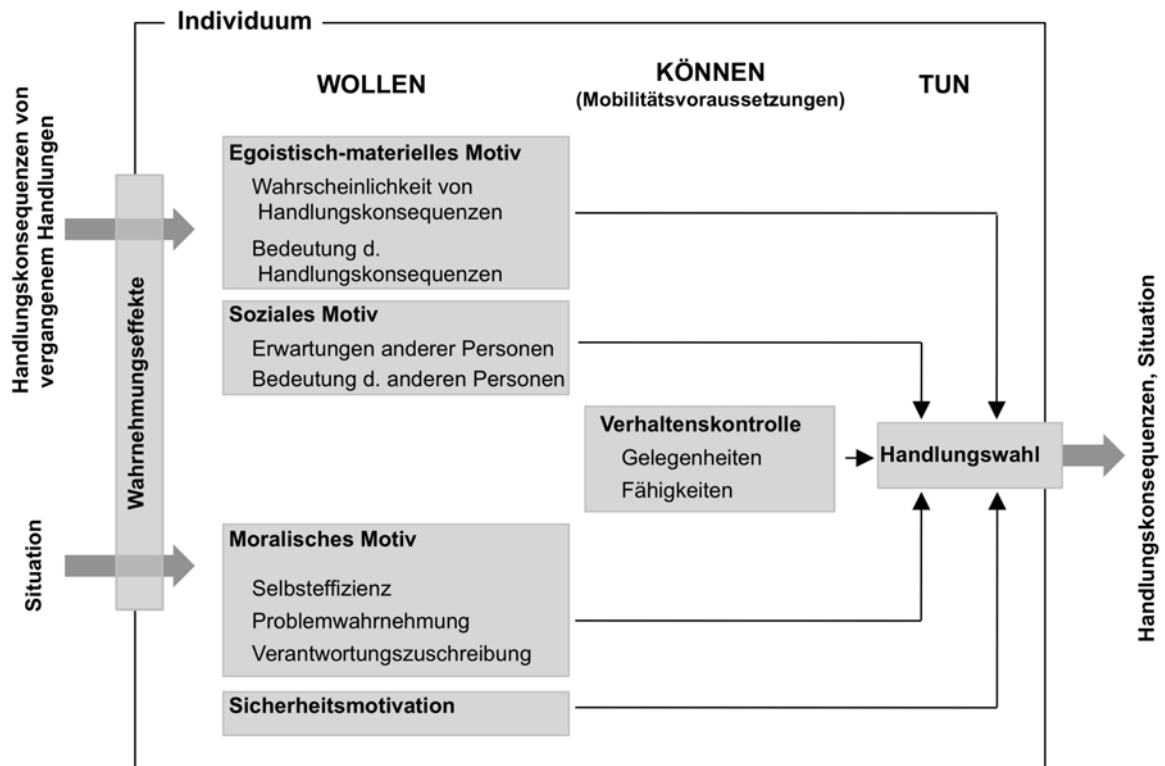 Individuum
WOLLEN
KÖNNEN
(Mobilitätsvoraussetzungen)
TUN
Handlungskonsequenzen von
vergangenem Handlungen
Situation
Wahrnehmungseffekte
Egoistisch-materielles Motiv
Wahrscheinlichkeit von
Handlungskonsequenzen
Bedeutung d.
Handlungskonsequenzen
Soziales Motiv
Erwartungen anderer Personen
Bedeutung d. anderen Personen
Verhaltenskontrolle
Gelegenheiten
Fähigkeiten
Handlungswahl
Moralisches Motiv
Selbsteffizienz
Problemwahrnehmung
Verantwortungszuschreibung
Sicherheitsmotivation
Handlungskonsequenzen, Situation